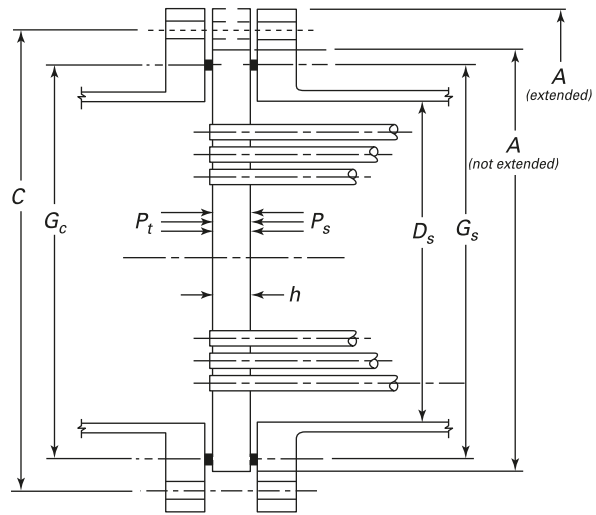 A
(extended)
A
(not extended)
C
G_c
P_t
P_s
D_s
G_s
h